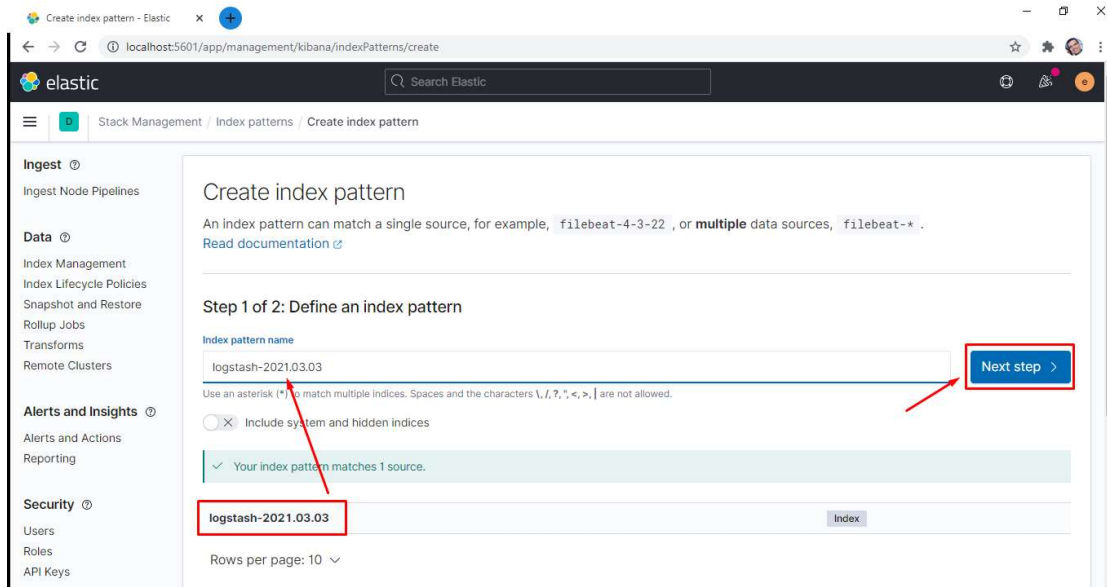 Create index pattern - Elastic
localhost:5601/app/management/kibana/indexPatterns/create
elastic
Search Elastic
e
D
Stack Management / Index patterns / Create index pattern
Ingest
Ingest Node Pipelines
Data
Index Management
Index Lifecycle Policies
Snapshot and Restore
Rollup Jobs
Transforms
Remote Clusters
Alerts and Insights
Alerts and Actions
Reporting
Security
Users
Roles
API Keys
Create index pattern
An index pattern can match a single source, for example, filebeat-4-3-22 , or multiple data sources, filebeat-* .
Read documentation
Step 1 of 2: Define an index pattern
Index pattern name
logstash-2021.03.03
Next step
Use an asterisk (*) to match multiple indices. Spaces and the characters \, /, ?, ", <, >, | are not allowed.
Include system and hidden indices
Your index pattern matches 1 source.
logstash-2021.03.03
Index
Rows per page: 10